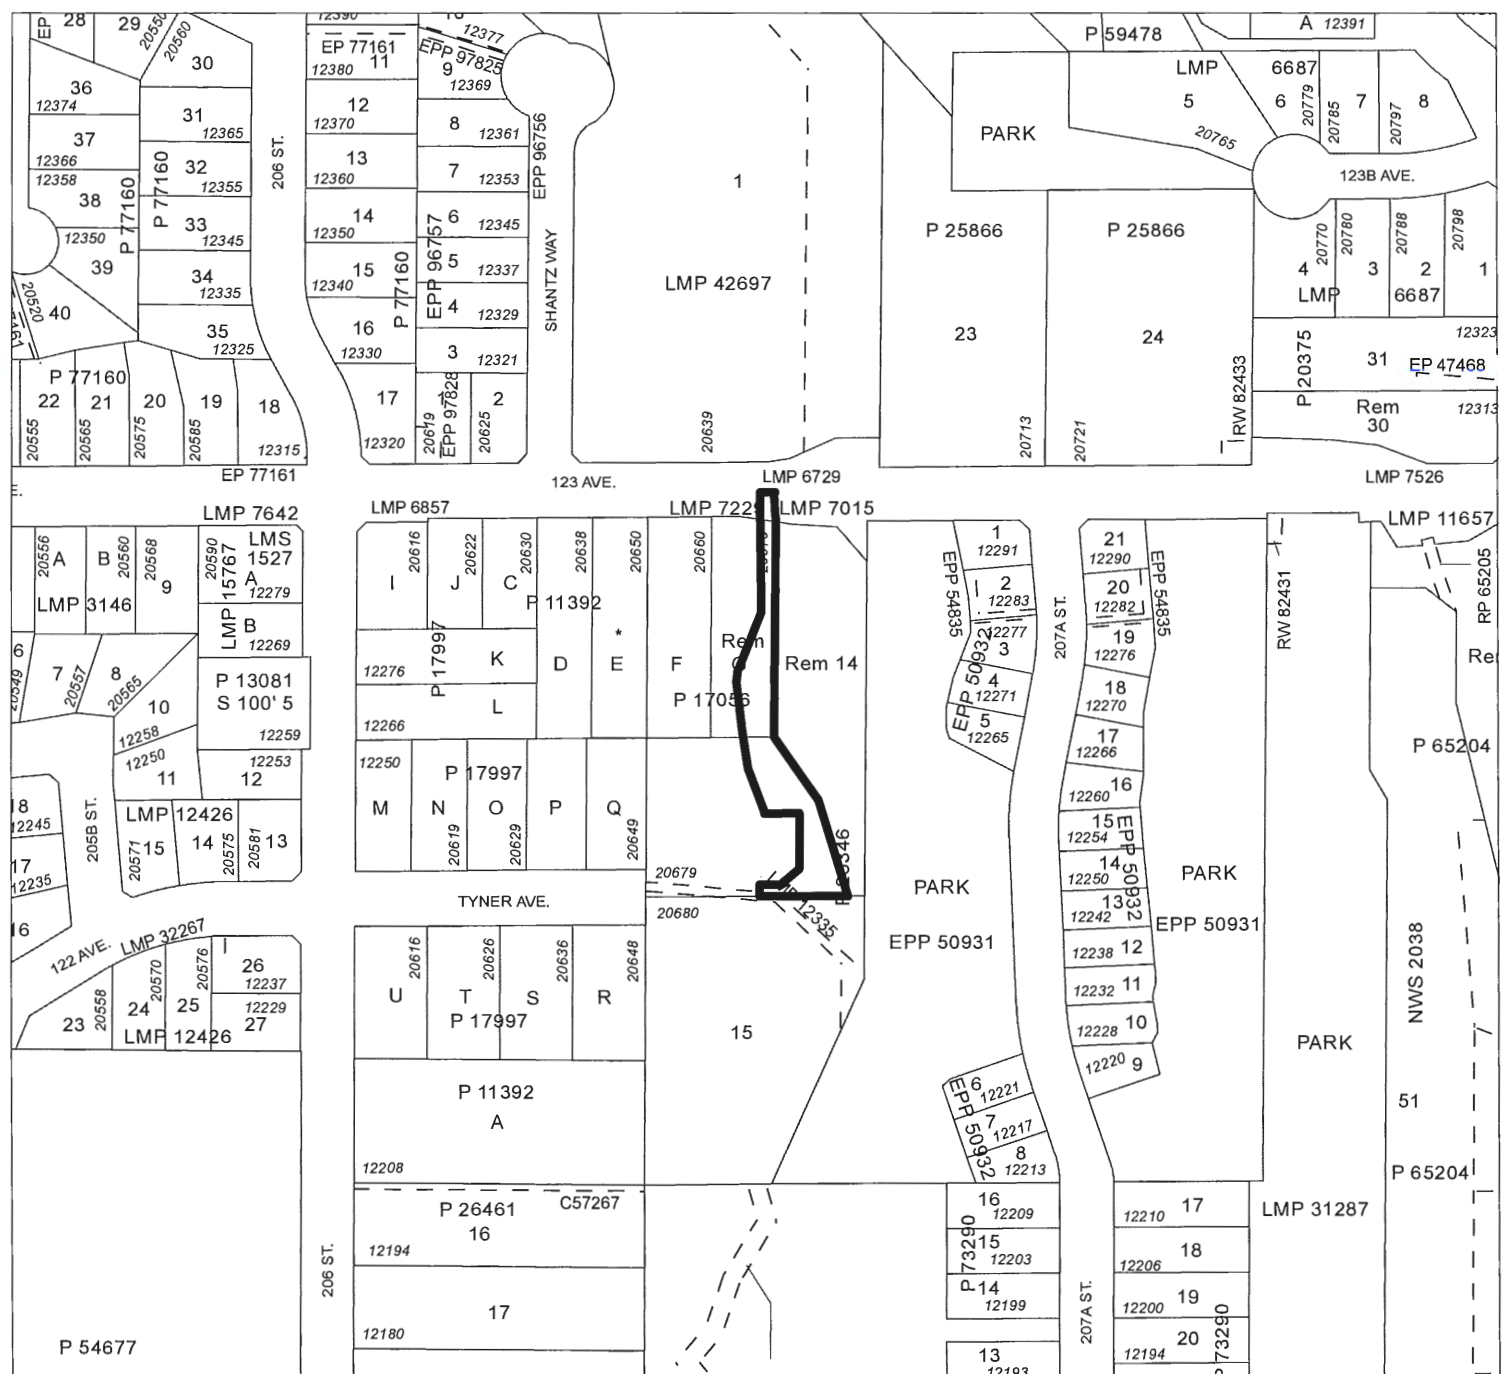 EP
28
29
20550
20560
30
36
12374
37
12366
12358
38
P 77160
12350
39
20520
40
31
12365
P 77160
32
12355
33
12345
34
12335
35
12325
P 77160
22
21
20
19
18
20555
20565
20575
20585
12315
206 ST.
12390
EP 77161
11
12380
12
12370
13
12360
14
12350
15
12340
P 77160
16
12330
17
12320
12377
EPP 97825
9
12369
8
12361
7
12353
6
12345
EPP 96757
5
12337
4
12329
3
12321
2
20619
EPP 97828
20625
EPP 96756
SHANTZ WAY
1
LMP 42697
20639
P 59478
A 12391
LMP 6687
5
6
7
8
20765
20779
20785
20797
PARK
123B AVE.
P 25866
P 25866
23
24
20713
20721
RW 82433
20770
20780
20788
20798
4
3
2
1
LMP 6687
P 20375
12323
31
EP 47468
Rem
30
12313
EP 77161
123 AVE.
LMP 6729
LMP 7526
E.
LMP 7642
LMP 6857
LMP 7229
LMP 7015
LMP 11657
20556
A
B
20560
20568
9
LMP 3146
20590
LMP 15767
LMS
1527
A
12279
B
12269
6
20549
7
20557
8
20565
10
12258
12250
11
P 13081
S 100' 5
12259
12253
12
18
12245
17
12235
16
205B ST.
LMP 12426
20571
15
14
20575
20581
13
20616
20622
20630
20638
20650
20660
I
J
C
P 11392
*
12276
P 17997
K
D
E
F
Rem
Rem 14
L
12266
P 17056
12250
P 17997
M
N
O
P
Q
20619
20629
20649
20679
20680
LMP 12335
TYNER AVE.
122 AVE.
LMP 32267
I
26
12237
12229
27
20558
20570
20576
23
24
25
LMP 12426
20616
20626
20636
20648
U
T
S
R
P 17997
15
P 11392
A
12208
C57267
P 26461
16
12194
17
12180
206 ST.
P 54677
1
12291
2
12283
12277
3
4
12271
5
12265
EPP 54835
EPP 50932
207A ST.
21
12290
20
12282
19
12276
18
12270
17
12266
16
12260
15
12254
14
12250
13
12242
12
12238
11
12232
10
12228
9
12220
EPP 54835
EPP 50932
PARK
EPP 50931
PARK
EPP 50931
6
12221
7
12217
8
12213
EPP 50932
16
12209
15
12203
14
12199
13
12193
P 73290
207A ST.
17
12210
18
12206
19
12200
20
12194
P 73290
RW 82431
RP 65205
P 65204
NWS 2038
PARK
51
P 65204
LMP 31287